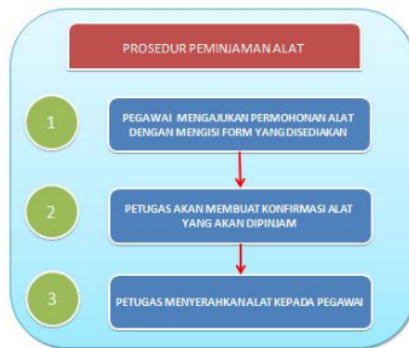 PROSEDUR PEMINJAMAN ALAT
1
PEGAWAI MENGAJUKAN PERMOHONAN ALAT
DENGAN MENGISI FORM YANG DISEDIAKAN
2
PETUGAS AKAN MEMBUAT KONFIRMASI ALAT
YANG AKAN DIPINJAM
3
PETUGAS MENYERAHKAN ALAT KEPADA PEGAWAI